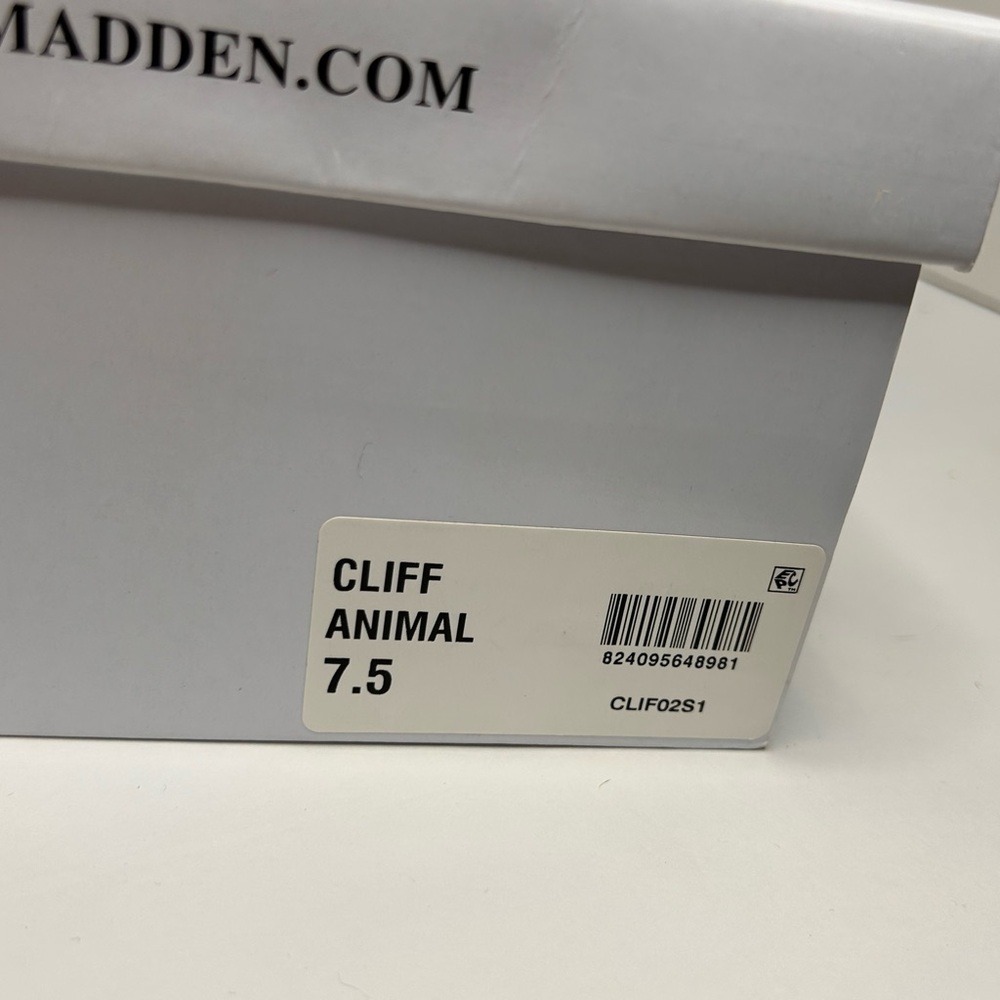 MADDEN.COM
CLIFF
ANIMAL
7.5
824095648981
CLIF02S1